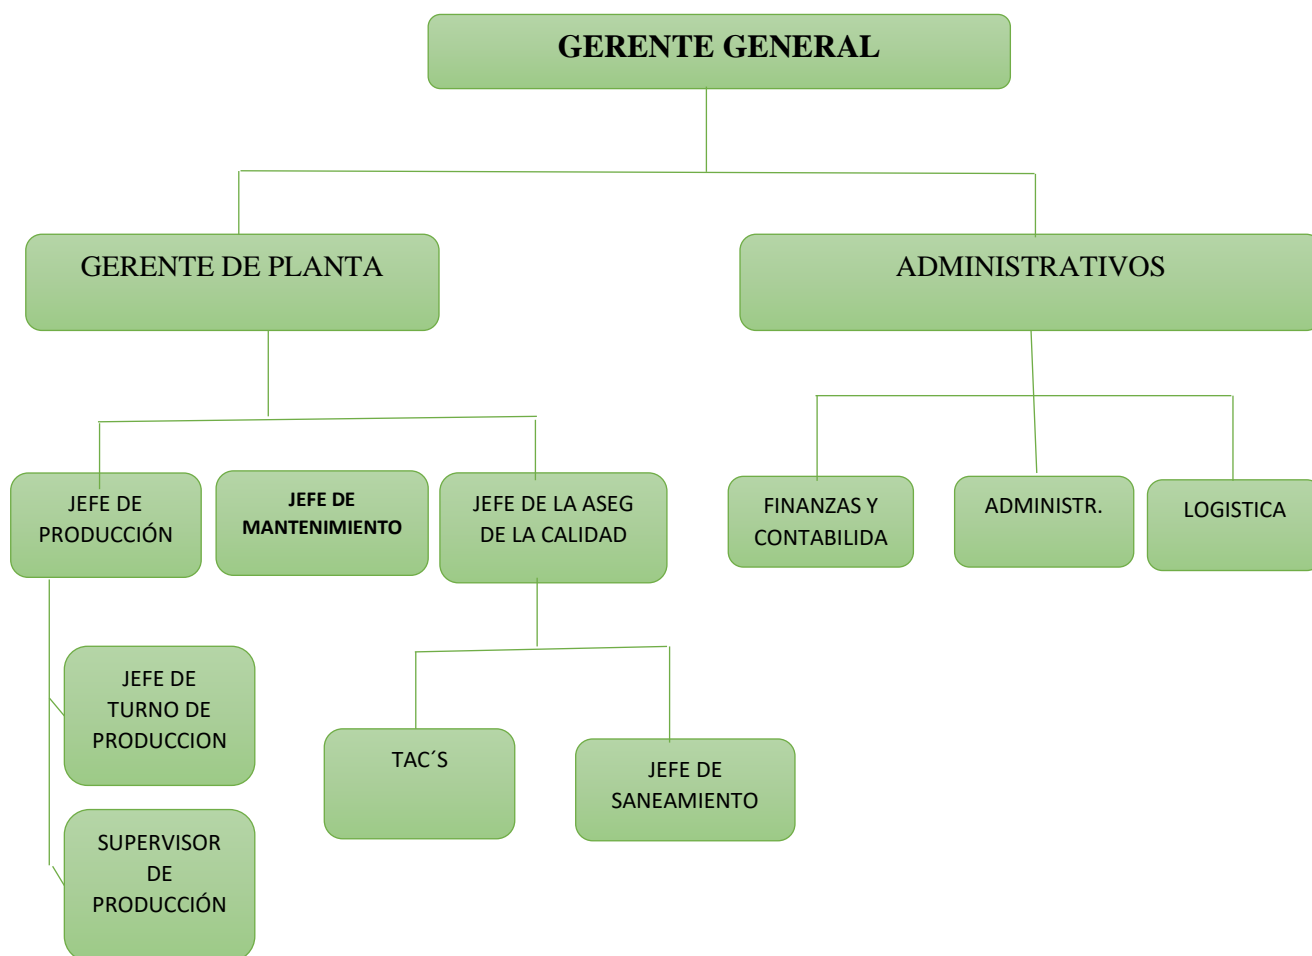 GERENTE GENERAL
GERENTE DE PLANTA
ADMINISTRATIVOS
JEFE DE
PRODUCCIÓN
JEFE DE
MANTENIMIENTO
JEFE DE LA ASEG
DE LA CALIDAD
FINANZAS Y
CONTABILIDA
ADMINISTR.
LOGISTICA
JEFE DE
TURNO DE
PRODUCCION
TAC´S
JEFE DE
SANEAMIENTO
SUPERVISOR
DE
PRODUCCIÓN